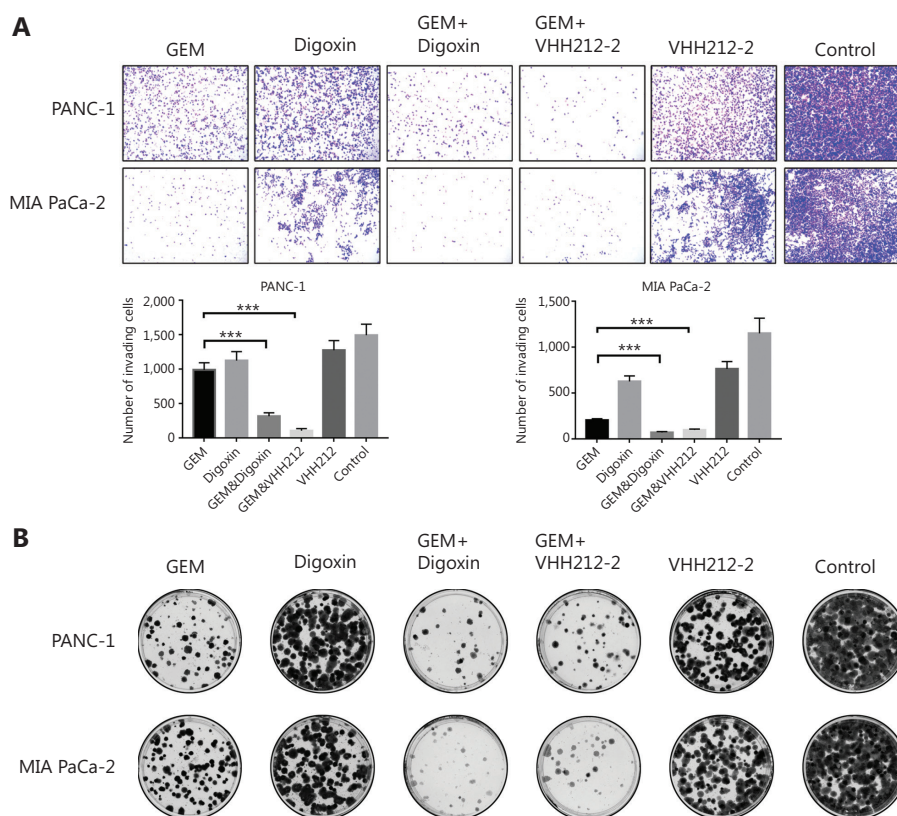 A
GEM
Digoxin
GEM+
Digoxin
GEM+
VHH212-2
VHH212-2
Control
PANC-1
MIA PaCa-2
PANC-1
Number of invading cells
2,000
1,500
1,000
500
0
***
***
GEM
Digoxin
GEM&Digoxin
GEM&VHH212
VHH212
Control
MIA PaCa-2
Number of invading cells
1,500
1,000
500
0
***
***
GEM
Digoxin
GEM&Digoxin
GEM&VHH212
VHH212
Control
B
GEM
Digoxin
GEM+
Digoxin
GEM+
VHH212-2
VHH212-2
Control
PANC-1
MIA PaCa-2